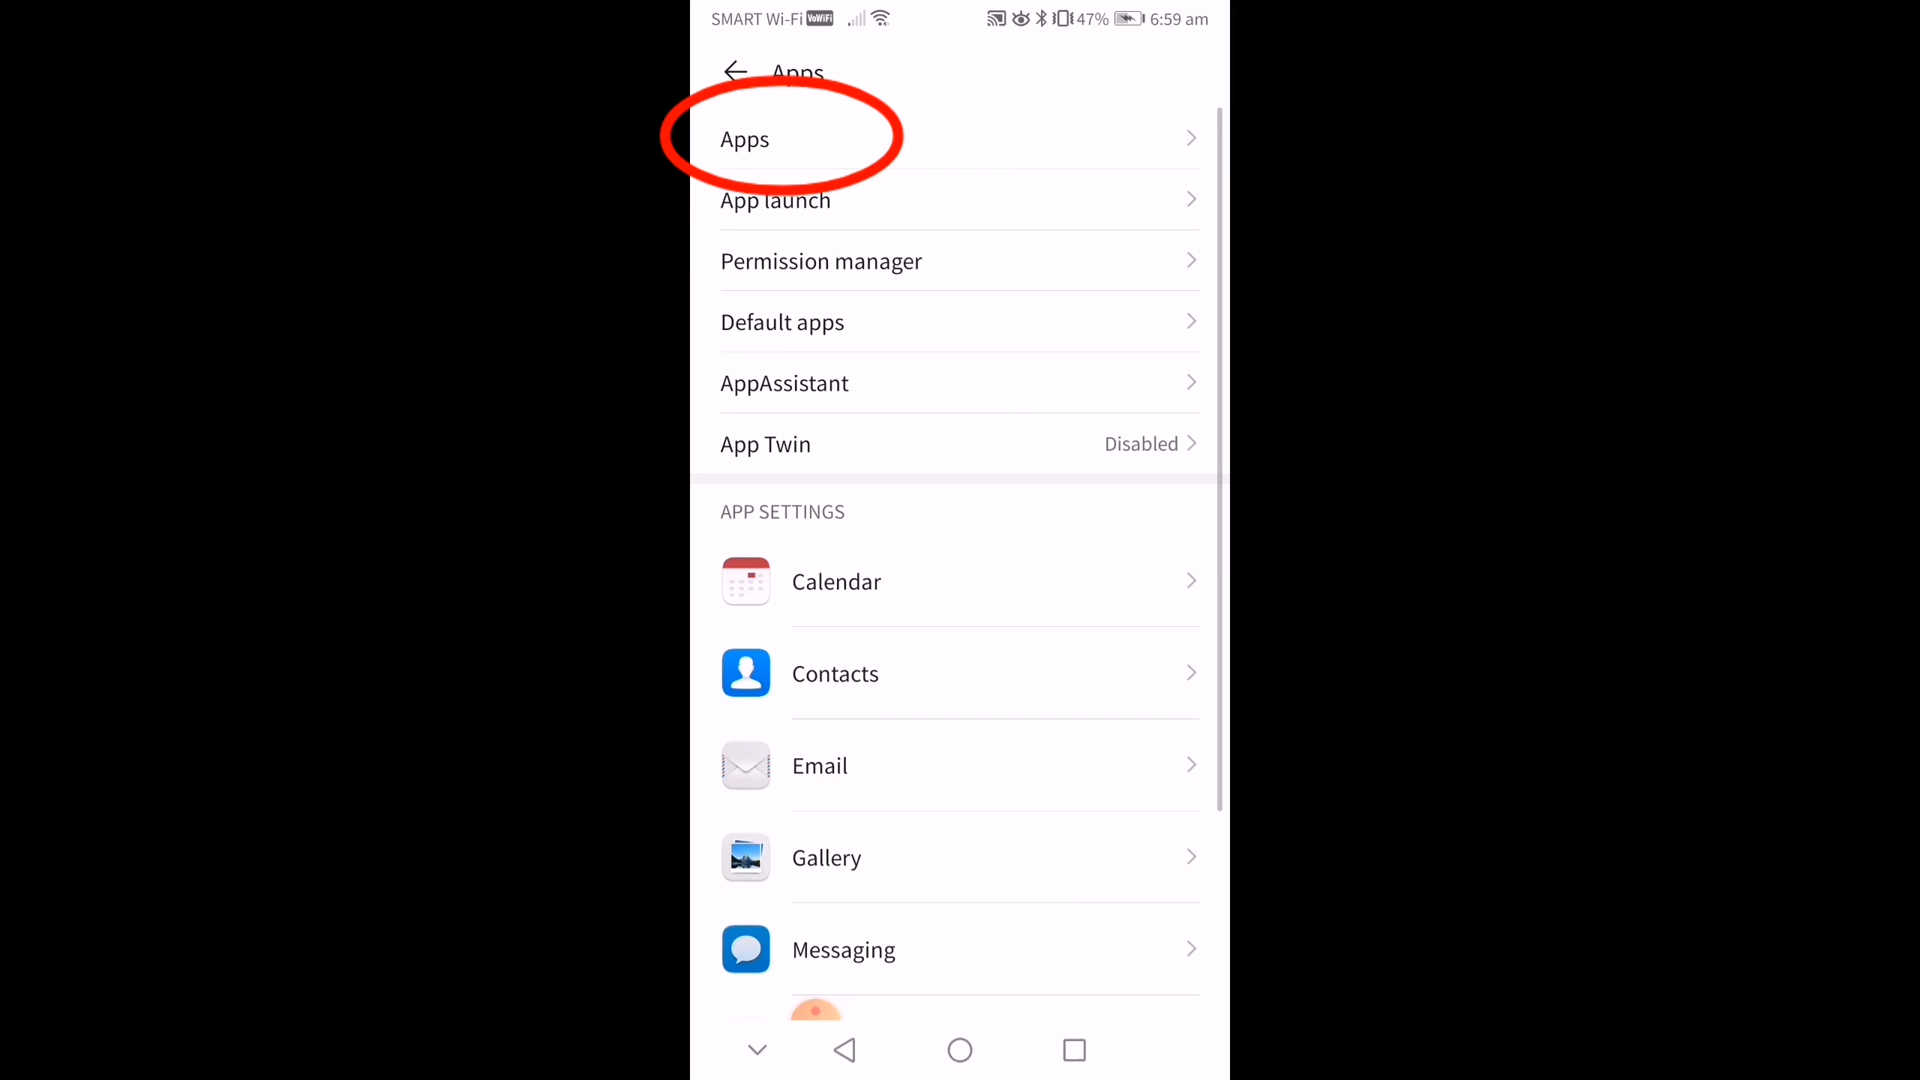 SMART Wi-Fi VoWiFi 47% 6:59 am
Apps
Apps
App launch
Permission manager
Default apps
AppAssistant
App Twin Disabled
APP SETTINGS
Calendar
Contacts
Email
Gallery
Messaging